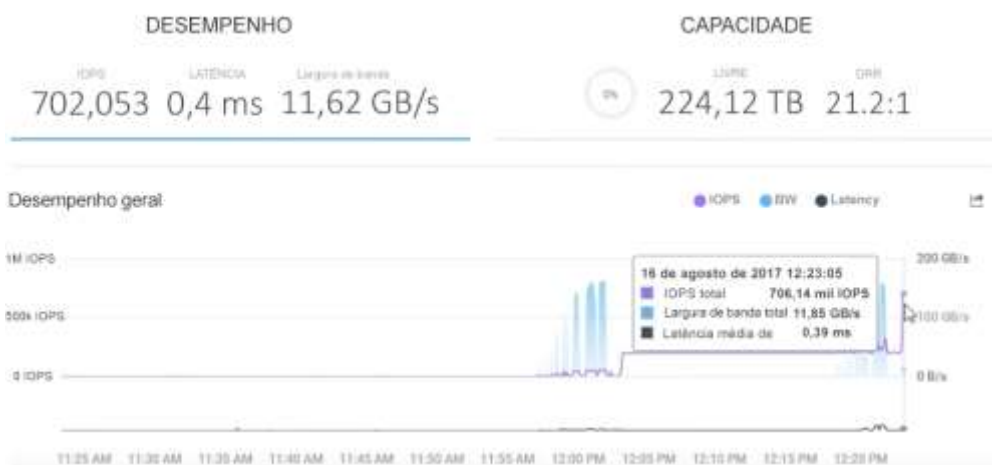 DESEMPENHO
CAPACIDADE
IOPS LATÊNCIA Largura de banda
702,053 0,4 ms 11,62 GB/s
0%
LIVRE DRR
224,12 TB 21.2:1
Desempenho geral
IOPS BW Latency
1M IOPS
200 GB/s
16 de agosto de 2017 12:23:05
IOPS total 706,14 mil IOPS
Largura de banda total 11,85 GB/s
Latência média de 0,39 ms
500k IOPS
100 GB/s
0 IOPS
0 B/s
11:25 AM 11:30 AM 11:35 AM 11:40 AM 11:45 AM 11:50 AM 11:55 AM 12:00 PM 12:05 PM 12:10 PM 12:15 PM 12:20 PM